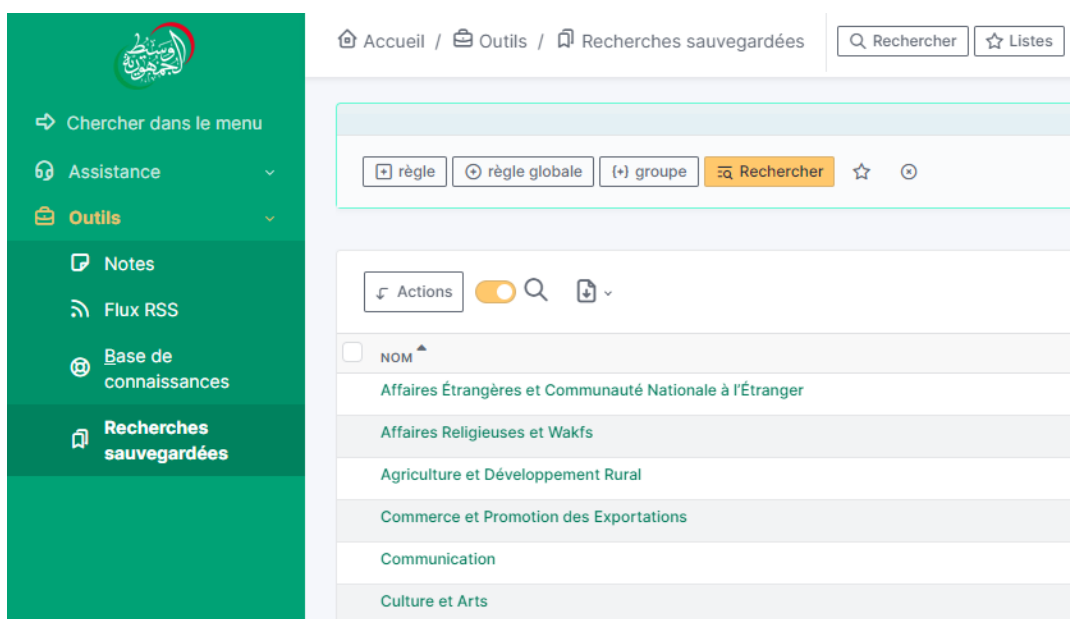 وسيط
الجمهورية
Accueil / Outils / Recherches sauvegardées
Rechercher
Listes
Chercher dans le menu
Assistance
Outils
Notes
Flux RSS
Base de
connaissances
Recherches
sauvegardées
règle
règle globale
groupe
Rechercher
Actions
NOM
Affaires Étrangères et Communauté Nationale à l'Étranger
Affaires Religieuses et Wakfs
Agriculture et Développement Rural
Commerce et Promotion des Exportations
Communication
Culture et Arts